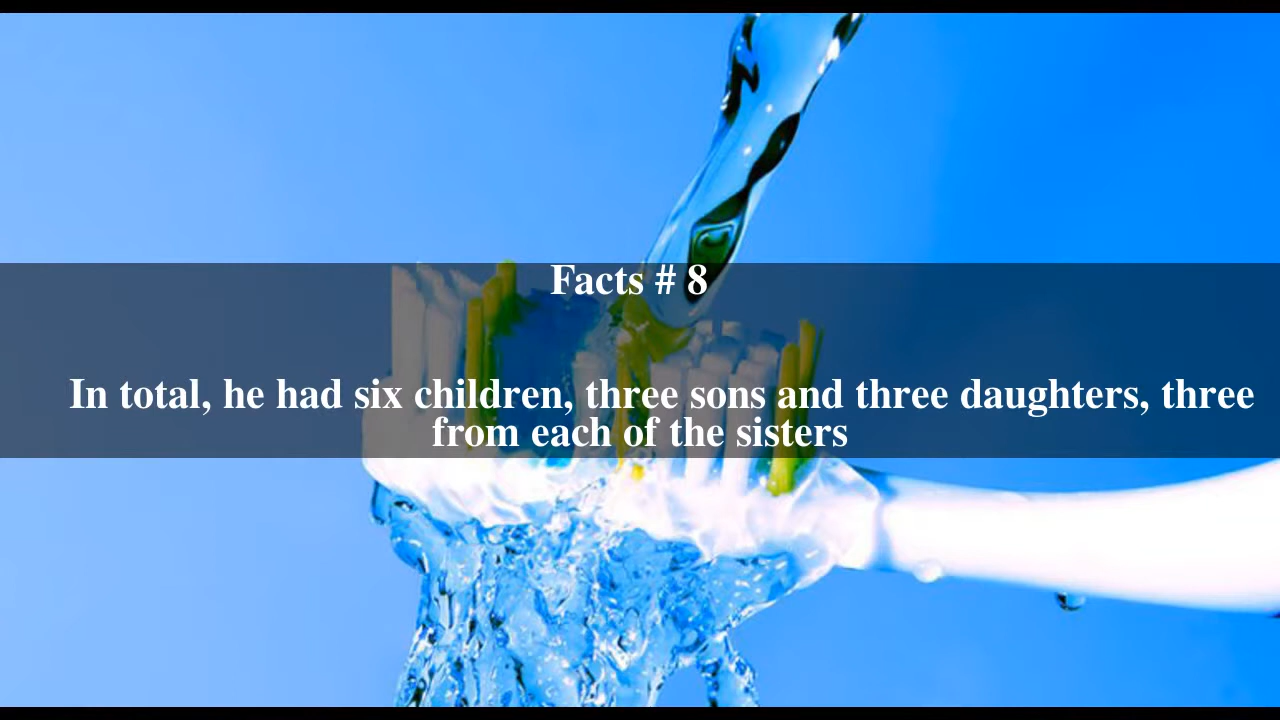 Facts # 8
In total, he had six children, three sons and three daughters, three
from each of the sisters